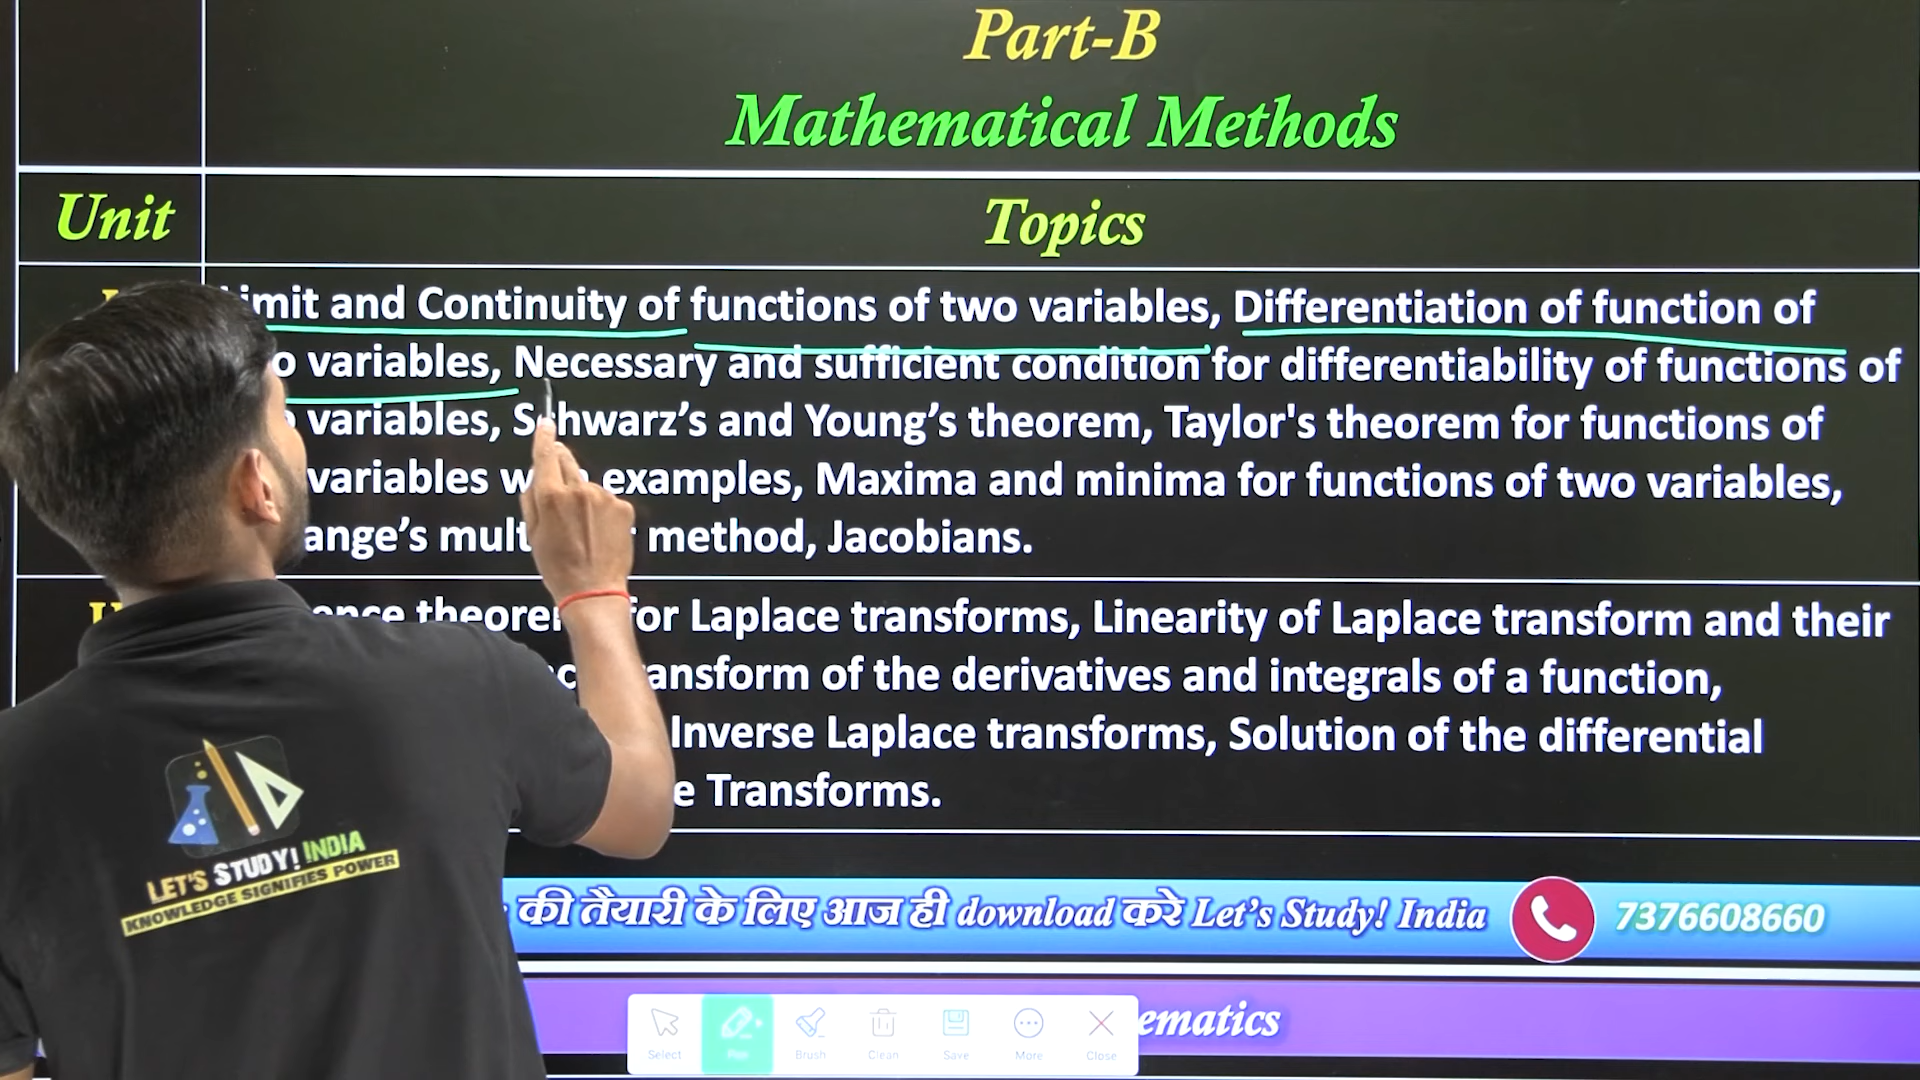 Part-B
Mathematical Methods
Unit
Topics
imit and Continuity of functions of two variables, Differentiation of function of
o variables, Necessary and sufficient condition for differentiability of functions of
variables, Schwarz’s and Young’s theorem, Taylor's theorem for functions of
variables examples, Maxima and minima for functions of two variables,
ange’s method, Jacobians.
ence for Laplace transforms, Linearity of Laplace transform and their
ansform of the derivatives and integrals of a function,
Inverse Laplace transforms, Solution of the differential
e Transforms.
की तैयारी के लिए आज ही download करे Let’s Study! India
7376608660
ematics
Select
Pen
Brush
Clean
Save
More
Close
LET'S STUDY! INDIA
KNOWLEDGE SIGNIFIES POWER